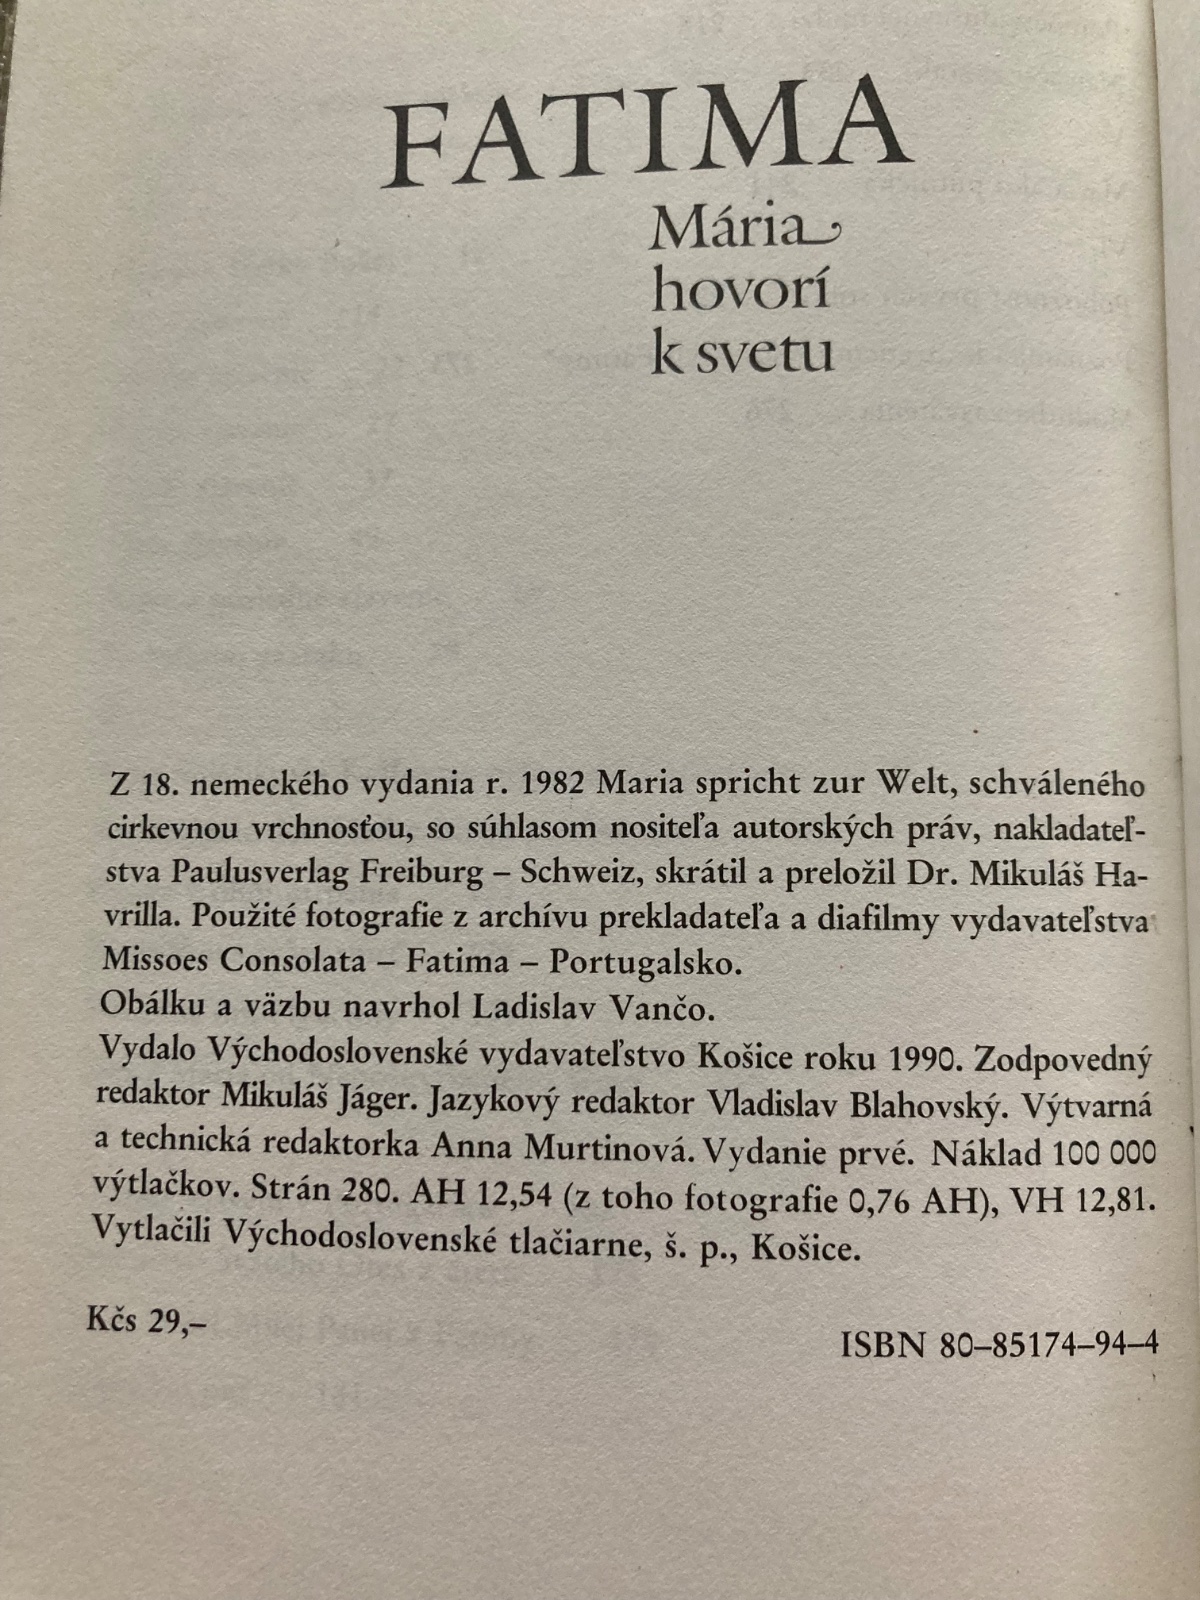 FATIMA
Mária
hovorí
k svetu
Z 18. nemeckého vydania r. 1982 Maria spricht zur Welt, schváleného
cirkevnou vrchnosťou, so súhlasom nositeľa autorských práv, nakladateľ-
stva Paulusverlag Freiburg – Schweiz, skrátil a preložil Dr. Mikuláš Ha-
vrilla. Použité fotografie z archívu prekladateľa a diafilmy vydavateľstva
Missoes Consolata – Fatima – Portugalsko.
Obálku a väzbu navrhol Ladislav Vančo.
Vydalo Východoslovenské vydavateľstvo Košice roku 1990. Zodpovedný
redaktor Mikuláš Jáger. Jazykový redaktor Vladislav Blahovský. Výtvarná
a technická redaktorka Anna Murtinová. Vydanie prvé. Náklad 100 000
výtlačkov. Strán 280. AH 12,54 (z toho fotografie 0,76 AH), VH 12,81.
Vytlačili Východoslovenské tlačiarne, š. p., Košice.
Kčs 29,–
ISBN 80–85174–94–4